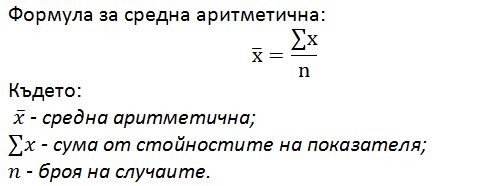 Формула за средна аритметична:
x̄ = ∑x / n
Където:
x̄ - средна аритметична;
∑x - сума от стойностите на показателя;
n - броя на случаите.